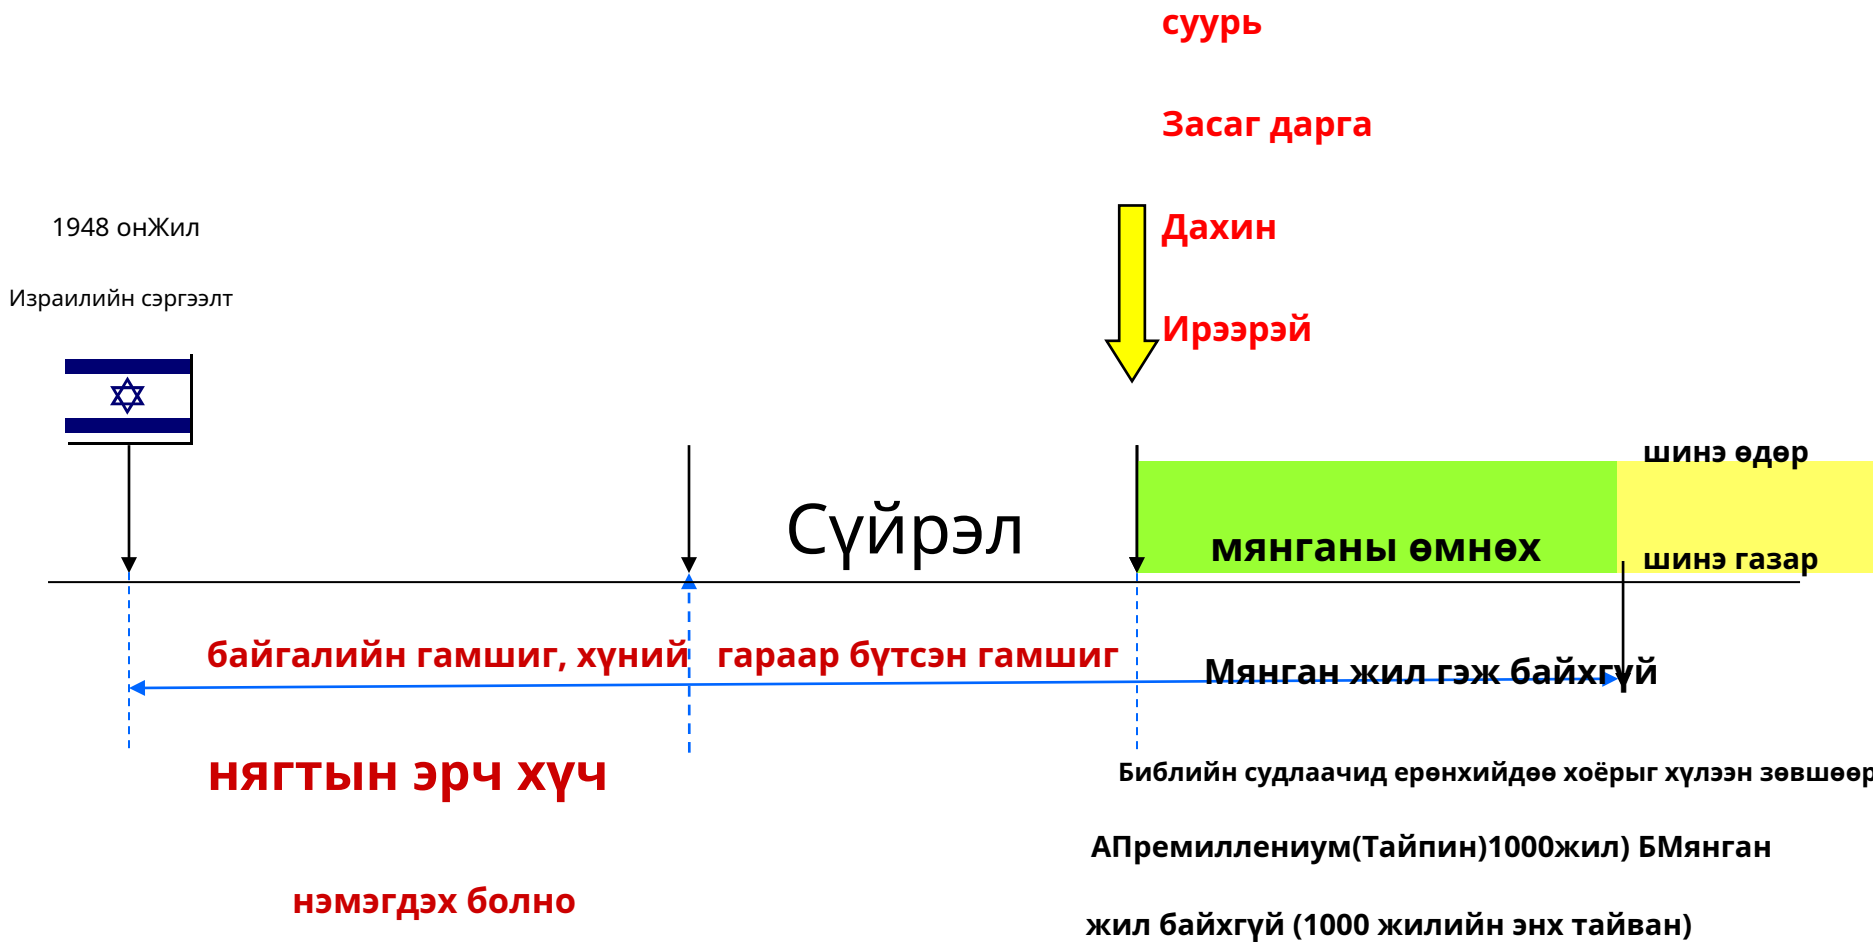 суурь
Засаг дарга
Дахин
Ирээрэй
1948 онЖил
Израилийн сэргээлт
шинэ өдөр
Сүйрэл
мянганы өмнөх
шинэ газар
байгалийн гамшиг, хүний гараар бүтсэн гамшиг
Мянган жил гэж байхгүй
нягтын эрч хүч
нэмэгдэх болно
Библийн судлаачид ерөнхийдөө хоёрыг хүлээн зөвшөөр
АПремиллениум(Тайпин)1000жил) БМянган
жил байхгүй (1000 жилийн энх тайван)